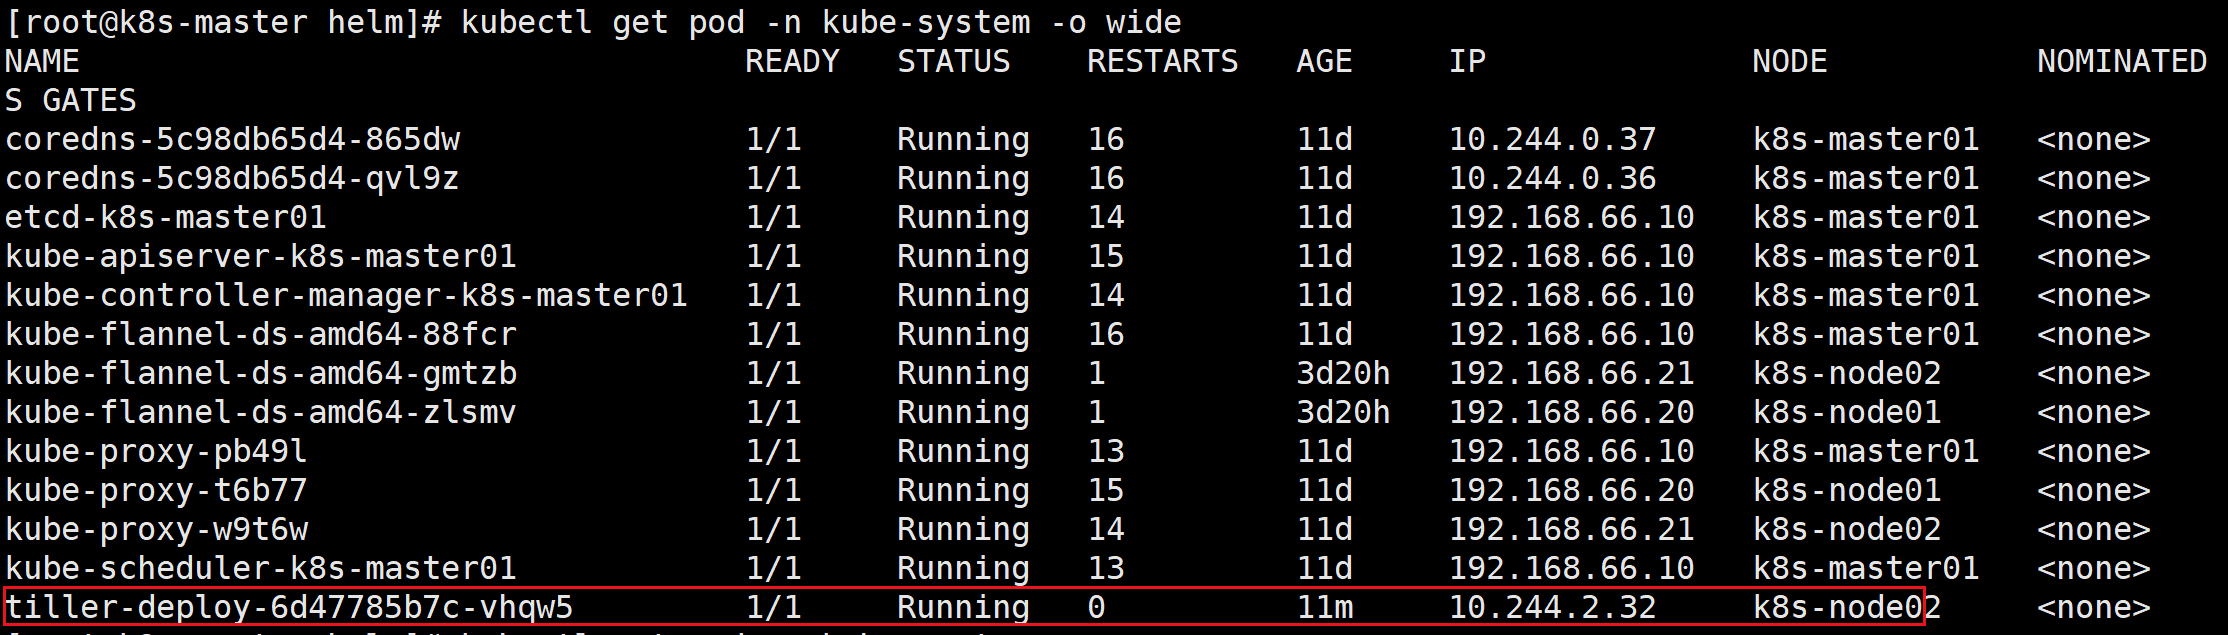 [root@k8s-master helm]# kubectl get pod -n kube-system -o wide
NAME READY STATUS RESTARTS AGE IP NODE NOMINATED
S GATES
coredns-5c98db65d4-865dw 1/1 Running 16 11d 10.244.0.37 k8s-master01 <none>
coredns-5c98db65d4-qvl9z 1/1 Running 16 11d 10.244.0.36 k8s-master01 <none>
etcd-k8s-master01 1/1 Running 14 11d 192.168.66.10 k8s-master01 <none>
kube-apiserver-k8s-master01 1/1 Running 15 11d 192.168.66.10 k8s-master01 <none>
kube-controller-manager-k8s-master01 1/1 Running 14 11d 192.168.66.10 k8s-master01 <none>
kube-flannel-ds-amd64-88fcr 1/1 Running 16 11d 192.168.66.10 k8s-master01 <none>
kube-flannel-ds-amd64-gmtzb 1/1 Running 1 3d20h 192.168.66.21 k8s-node02 <none>
kube-flannel-ds-amd64-zlsmv 1/1 Running 1 3d20h 192.168.66.20 k8s-node01 <none>
kube-proxy-pb49l 1/1 Running 13 11d 192.168.66.10 k8s-master01 <none>
kube-proxy-t6b77 1/1 Running 15 11d 192.168.66.20 k8s-node01 <none>
kube-proxy-w9t6w 1/1 Running 14 11d 192.168.66.21 k8s-node02 <none>
kube-scheduler-k8s-master01 1/1 Running 13 11d 192.168.66.10 k8s-master01 <none>
tiller-deploy-6d47785b7c-vhqw5 1/1 Running 0 11m 10.244.2.32 k8s-node02 <none>